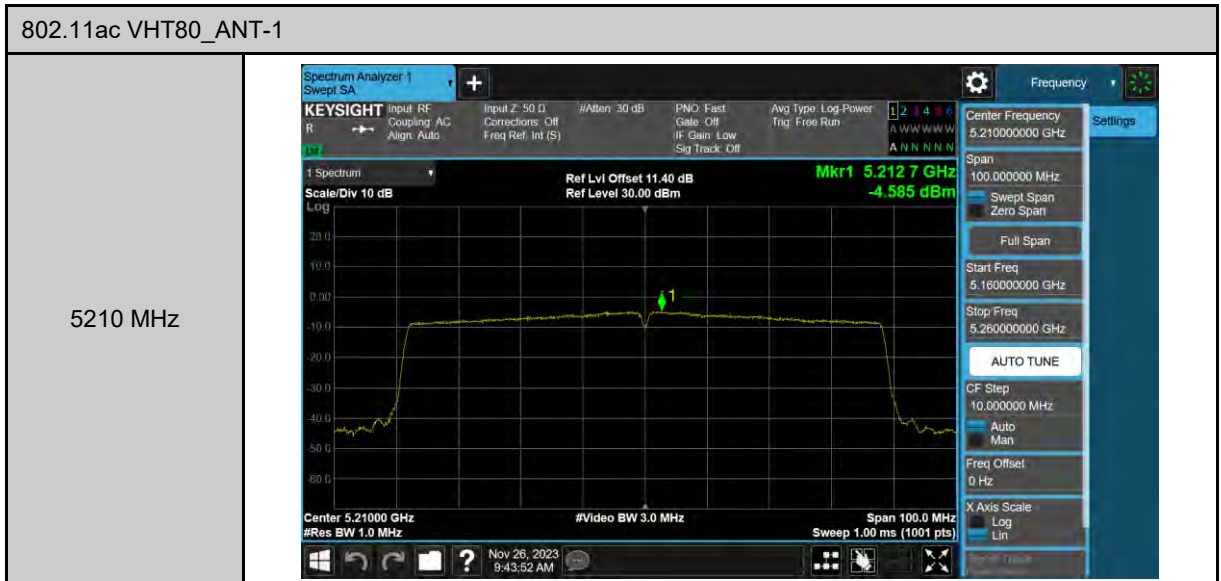 802.11ac VHT80_ANT-1
5210 MHz
Spectrum Analyzer 1
Swept SA
+
Frequency
KEYSIGHT
R
Input: RF
Coupling: AC
Align: Auto
Input Z: 50 Ω
Corrections: Off
Freq Ref: Int (S)
#Atten: 30 dB
PNO: Fast
Gate: Off
IF Gain: Low
Sig Track: Off
Avg Type: Log-Power
Trig: Free Run
1 2 3 4 5 6
A W W W W W
A N N N N N
1 Spectrum
Scale/Div 10 dB
Ref Lvl Offset 11.40 dB
Ref Level 30.00 dBm
Mkr1 5.212 7 GHz
-4.585 dBm
Log
20.0
10.0
0.00
-10.0
-20.0
-30.0
-40.0
-50.0
-60.0
1
Center 5.21000 GHz
#Res BW 1.0 MHz
#Video BW 3.0 MHz
Span 100.0 MHz
Sweep 1.00 ms (1001 pts)
?
Nov 26, 2023
9:43:52 AM
Center Frequency
5.210000000 GHz
Settings
Span
100.000000 MHz
Swept Span
Zero Span
Full Span
Start Freq
5.160000000 GHz
Stop Freq
5.260000000 GHz
AUTO TUNE
CF Step
10.000000 MHz
Auto
Man
Freq Offset
0 Hz
X Axis Scale
Log
Lin